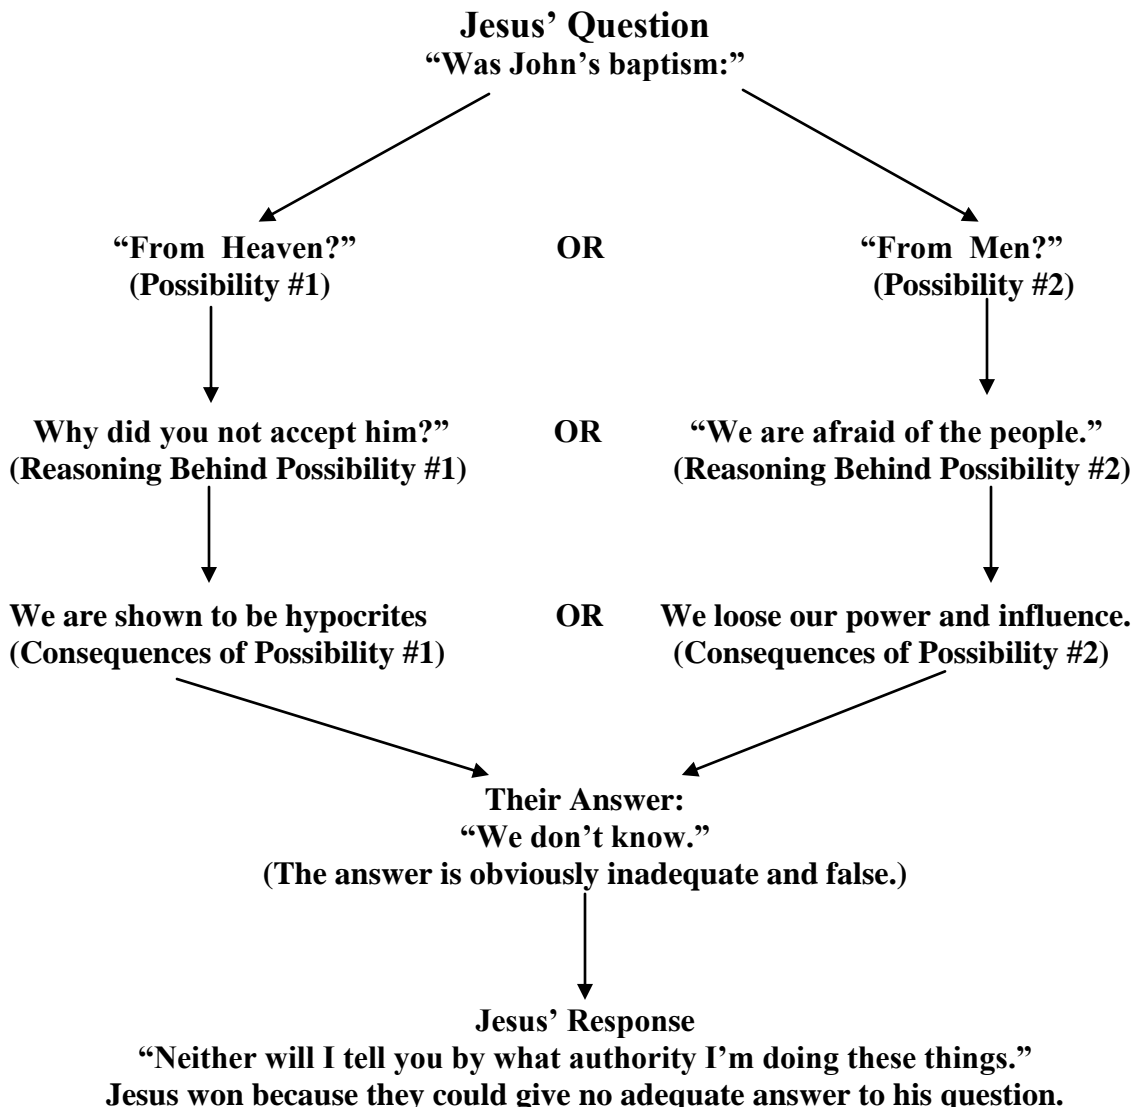 Jesus’ Question
“Was John’s baptism:”
“From Heaven?” OR “From Men?”
(Possibility #1) (Possibility #2)
Why did you not accept him?” OR “We are afraid of the people.”
(Reasoning Behind Possibility #1) (Reasoning Behind Possibility #2)
We are shown to be hypocrites OR We loose our power and influence.
(Consequences of Possibility #1) (Consequences of Possibility #2)
Their Answer:
“We don’t know.”
(The answer is obviously inadequate and false.)
Jesus’ Response
“Neither will I tell you by what authority I’m doing these things.”
Jesus won because they could give no adequate answer to his question.